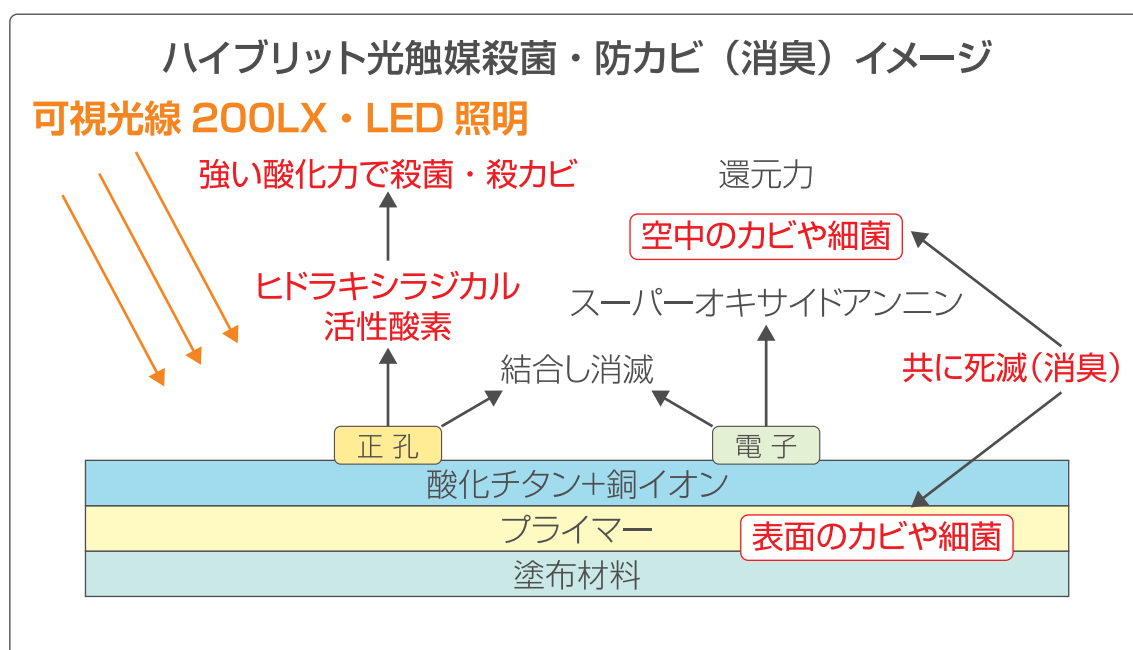 ハイブリット光触媒殺菌・防カビ（消臭）イメージ
可視光線 200LX・LED 照明
強い酸化力で殺菌・殺カビ
還元力
空中のカビや細菌
ヒドラキシラジカル
活性酸素
スーパーオキサイドアンニン
結合し消滅
共に死滅（消臭）
正 孔
電 子
酸化チタン+銅イオン
プライマー
表面のカビや細菌
塗布材料